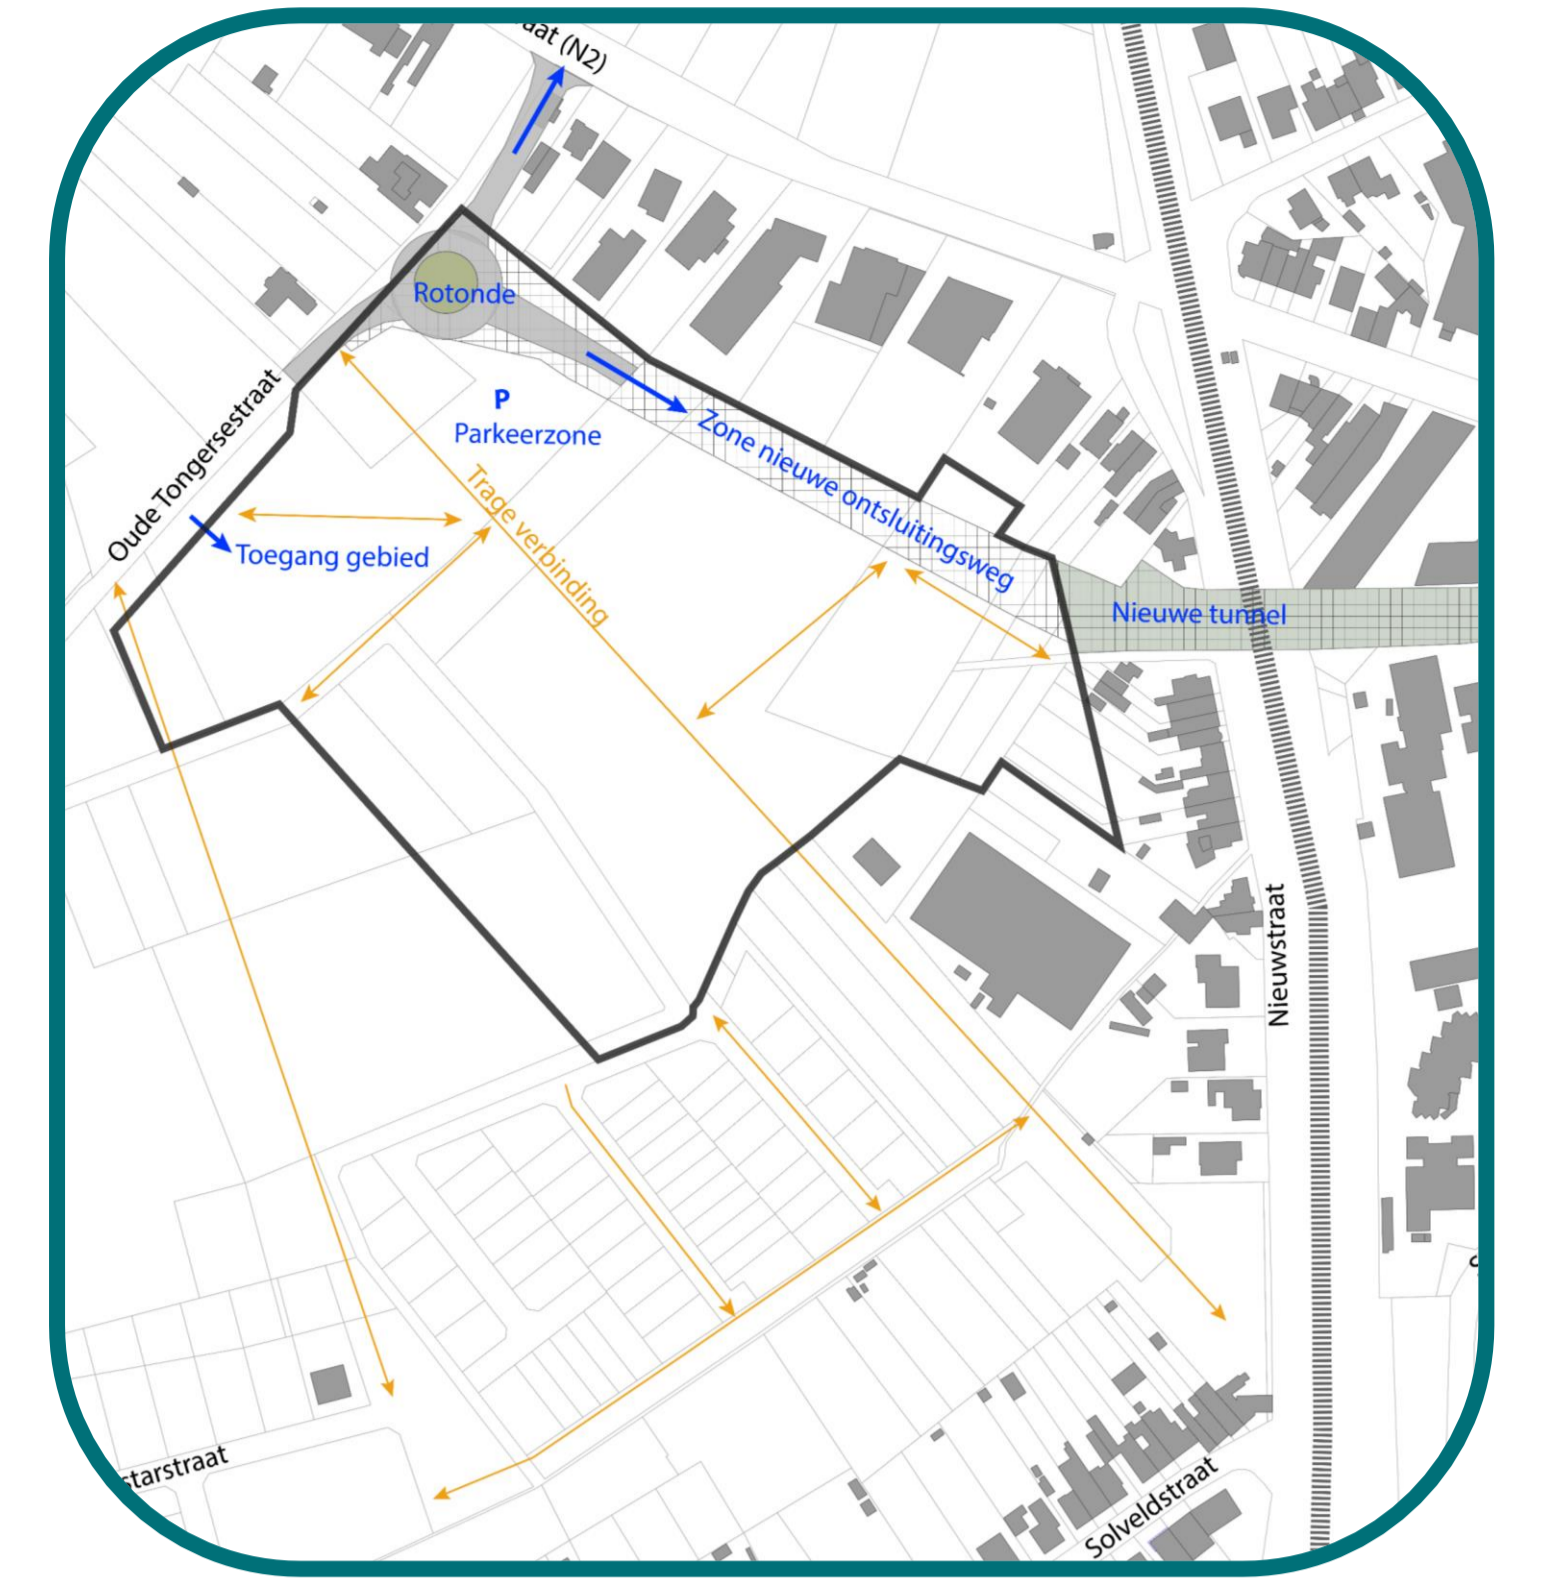 aat (N2)
Rotonde
P
Parkeerzone
Zone nieuwe ontsluitingsweg
Oude Tongersestraat
Trage verbinding
Toegang gebied
Nieuwe tunnel
Nieuwstraat
starstraat
Solveldstraat